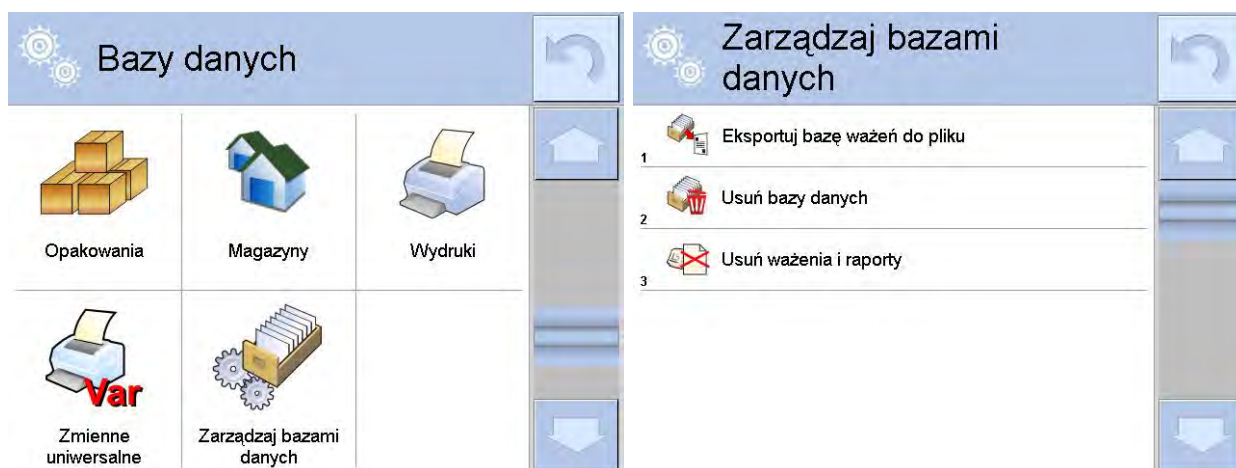 Bazy danych
Opakowania
Magazyny
Wydruki
Var
Zmienne
uniwersalne
Zarządzaj bazami
danych
Zarządzaj bazami
danych
1 Eksportuj bazę ważeń do pliku
2 Usuń bazy danych
3 Usuń ważenia i raporty